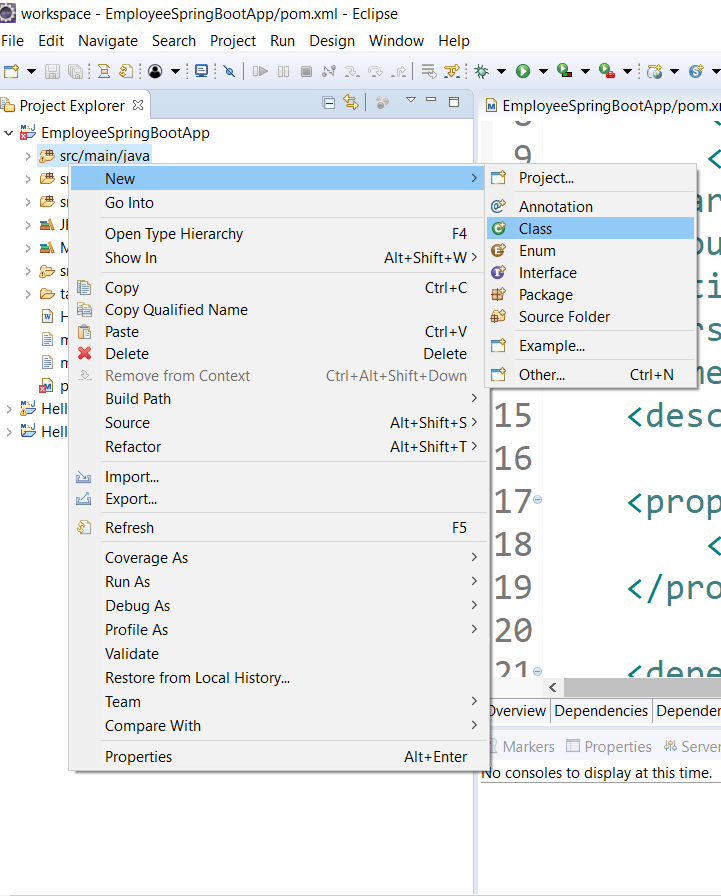 workspace - EmployeeSpringBootApp/pom.xml - Eclipse
File Edit Navigate Search Project Run Design Window Help
Project Explorer
EmployeeSpringBootApp
src/main/java
New
Go Into
Open Type Hierarchy F4
Show In Alt+Shift+W
Copy Ctrl+C
Copy Qualified Name
Paste Ctrl+V
Delete Delete
Remove from Context Ctrl+Alt+Shift+Down
Build Path
Source Alt+Shift+S
Refactor Alt+Shift+T
Import...
Export...
Refresh F5
Coverage As
Run As
Debug As
Profile As
Validate
Restore from Local History...
Team
Compare With
Properties Alt+Enter
Project...
Annotation
Class
Enum
Interface
Package
Source Folder
Example...
Other... Ctrl+N
Hell
Hell
EmployeeSpringBootApp/pom.x
9 <
15 <desc
16
17 <prop
18 <
19 </pro
20
21 <depe
Overview Dependencies Depender
Markers Properties Server
No consoles to display at this time.